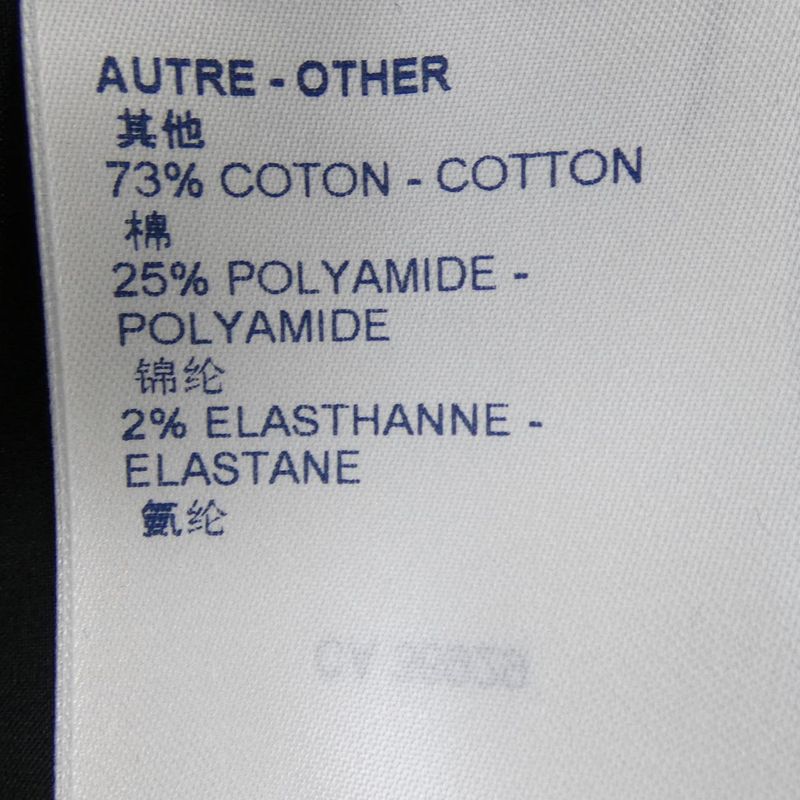 AUTRE - OTHER
其他
73% COTON - COTTON
棉
25% POLYAMIDE -
POLYAMIDE
锦纶
2% ELASTHANNE -
ELASTANE
氨纶